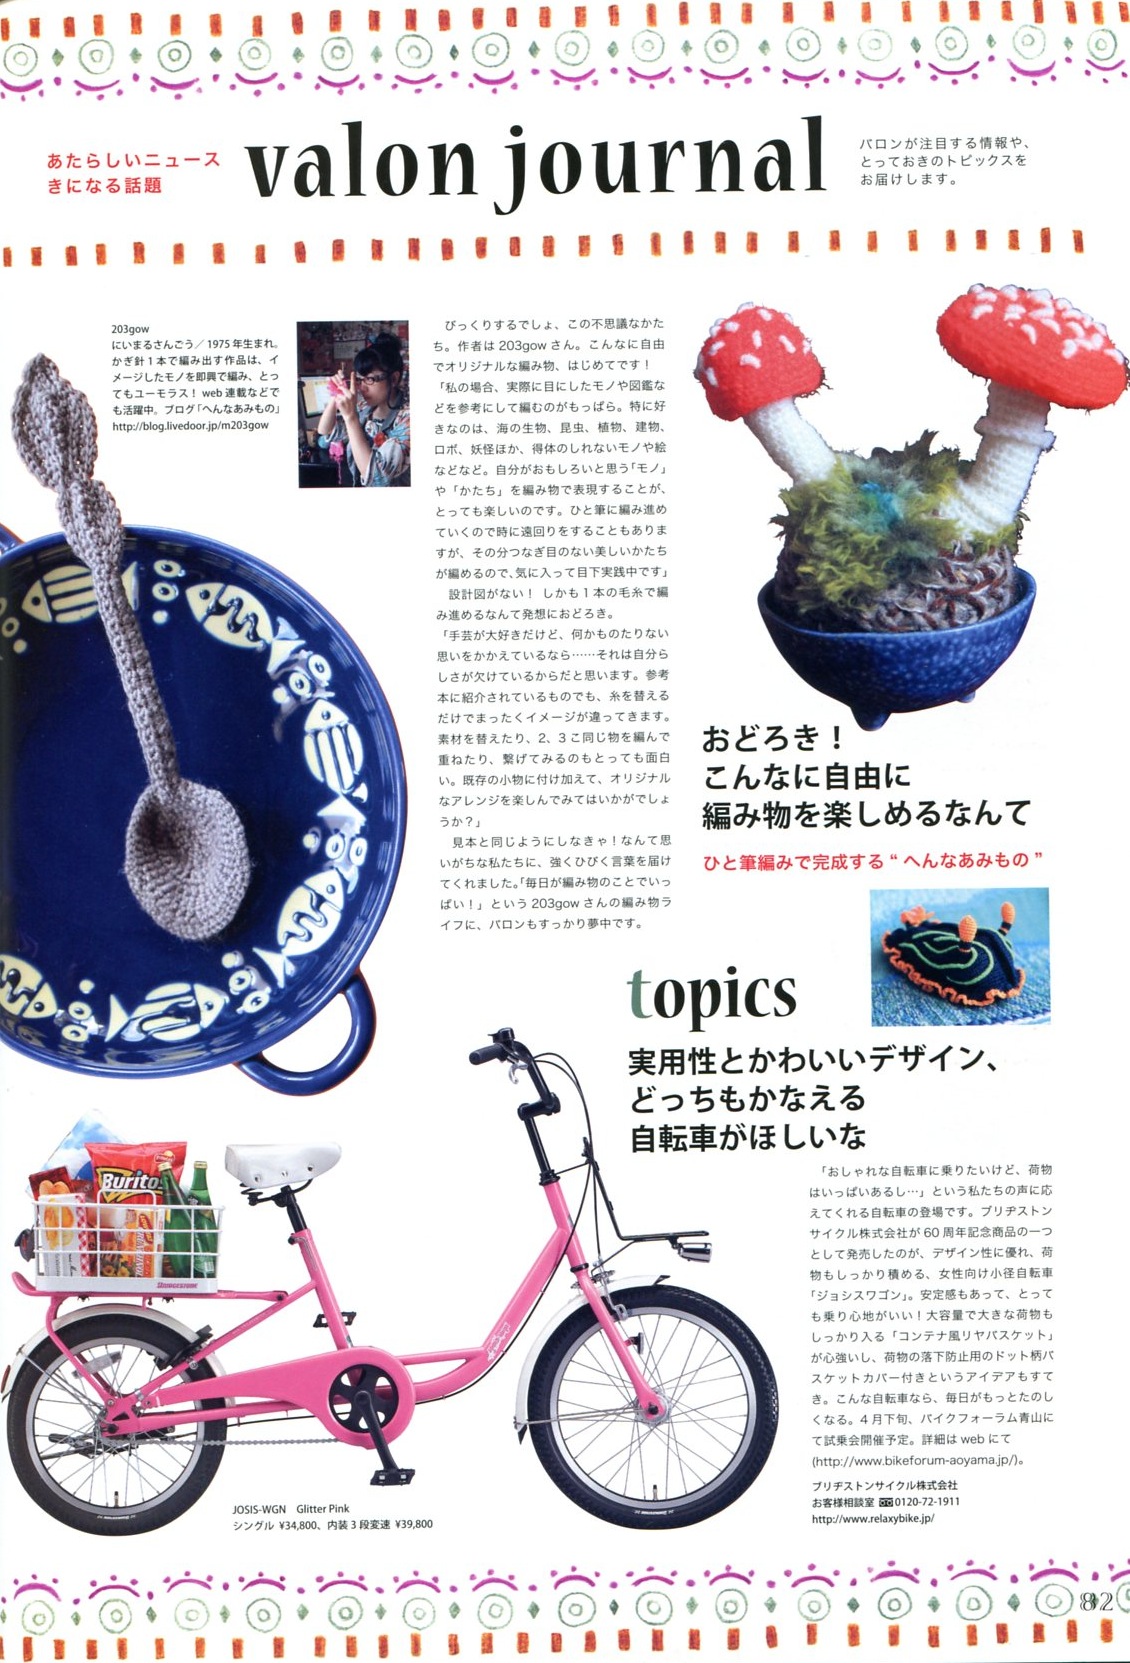 あたらしいニュース
きになる話題
valon journal
バロンが注目する情報や、
とっておきのトピックスを
お届けします。
203gow
にいまるさんごう／1975年生まれ。
かぎ針1本で編み出す作品は、イ
メージしたモノを即興で編み、とっ
てもユーモラス！ web連載などで
も活躍中。ブログ「へんなあみもの」
http://blog.livedoor.jp/m203gow
びっくりするでしょ、この不思議なかた
ち。作者は203gowさん。こんなに自由
でオリジナルな編み物、はじめてです！
「私の場合、実際に目にしたモノや図鑑な
どを参考にして編むのがもっぱら。特に好
きなのは、海の生物、昆虫、植物、建物、
ロボ、妖怪ほか、得体のしれないモノや絵
などなど。自分がおもしろいと思う「モノ」
や「かたち」を編み物で表現することが、
とっても楽しいのです。ひと筆に編み進め
ていくので時に遠回りをすることもありま
すが、その分つなぎ目のない美しいかたち
が編めるので、気に入って目下実践中です」
設計図がない！ しかも1本の毛糸で編
み進めるなんて発想におどろき。
「手芸が大好きだけど、何かものたりない
思いをかかえているなら……それは自分ら
しさが欠けているからだと思います。参考
本に紹介されているものでも、糸を替える
だけでまったくイメージが違ってきます。
素材を替えたり、2、3こ同じ物を編んで
重ねたり、繋げてみるのもとっても面白
い。既存の小物に付け加えて、オリジナル
なアレンジを楽しんでみてはいかがでしょ
うか？」
見本と同じようにしなきゃ！なんて思
いがちな私たちに、強くひびく言葉を届け
てくれました。「毎日が編み物のことでいっ
ぱい！」という203gowさんの編み物ラ
イフに、バロンもすっかり夢中です。
おどろき！
こんなに自由に
編み物を楽しめるなんて
ひと筆編みで完成する“へんなあみもの”
topics
実用性とかわいいデザイン、
どっちもかなえる
自転車がほしいな
「おしゃれな自転車に乗りたいけど、荷物
はいっぱいあるし…」という私たちの声に応
えてくれる自転車の登場です。ブリヂストン
サイクル株式会社が60周年記念商品の一つ
として発売したのが、デザイン性に優れ、荷
物もしっかり積める、女性向け小径自転車
「ジョシスワゴン」。安定感もあって、とって
も乗り心地がいい！大容量で大きな荷物も
しっかり入る「コンテナ風リヤバスケット」
が心強いし、荷物の落下防止用のドット柄バ
スケットカバー付きというアイデアもすて
き。こんな自転車なら、毎日がもっとたのし
くなる。4月下旬、バイクフォーラム青山に
て試乗会開催予定。詳細はwebにて
(http://www.bikeforum-aoyama.jp/)。
ブリヂストンサイクル株式会社
お客様相談室 0120-72-1911
http://www.relaxybike.jp/
Burito
BRIDGESTONE
JOSIS-WGN Glitter Pink
シングル ¥34,800、内装3段変速 ¥39,800
82